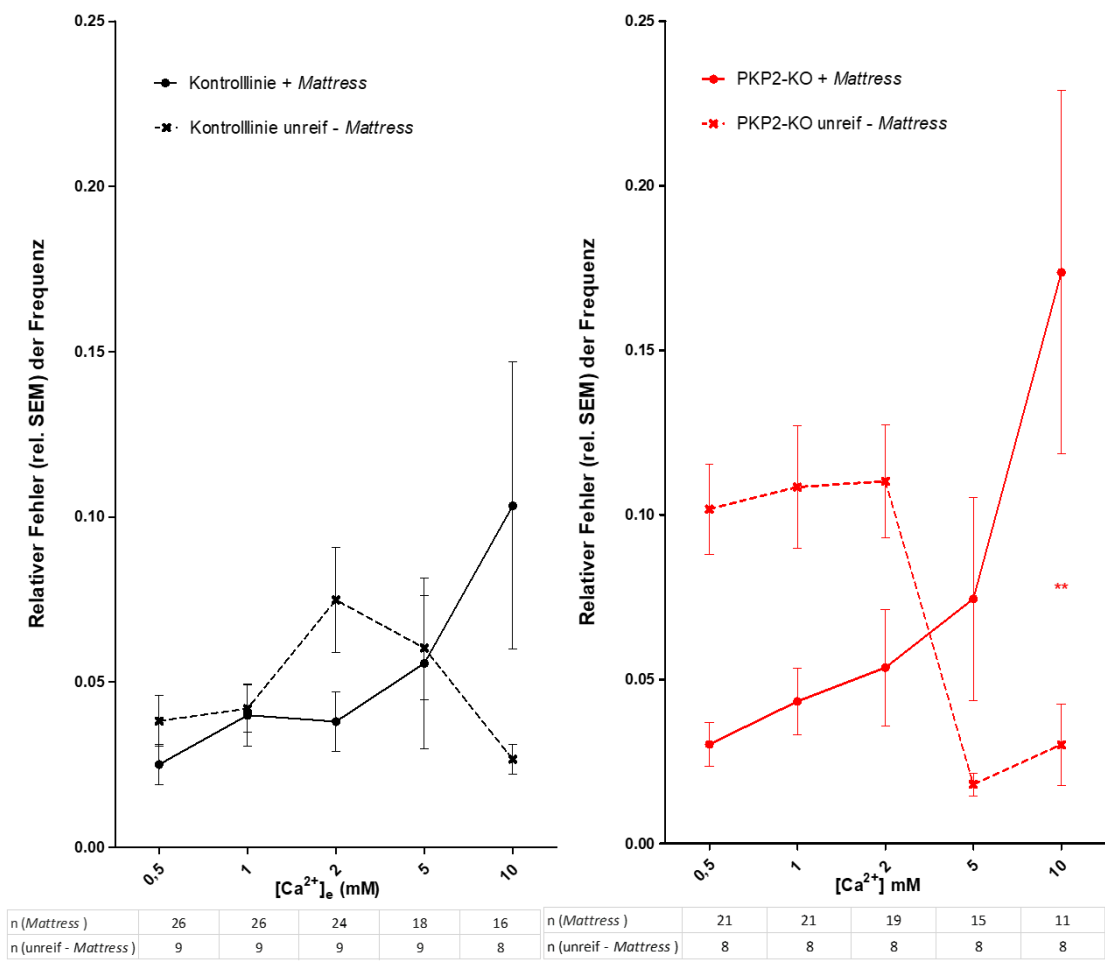 0.25
0.20
0.15
0.10
0.05
0.00
Relativer Fehler (rel. SEM) der Frequenz
Kontrolllinie + Mattress
Kontrolllinie unreif - Mattress
0,5 1 2 5 10
[Ca²⁺]ₑ (mM)
n (Mattress) 26 26 24 18 16
n (unreif - Mattress) 9 9 9 9 8
0.25
0.20
0.15
0.10
0.05
0.00
Relativer Fehler (rel. SEM) der Frequenz
PKP2-KO + Mattress
PKP2-KO unreif - Mattress
**
0,5 1 2 5 10
[Ca²⁺] mM
n (Mattress) 21 21 19 15 11
n (unreif - Mattress) 8 8 8 8 8